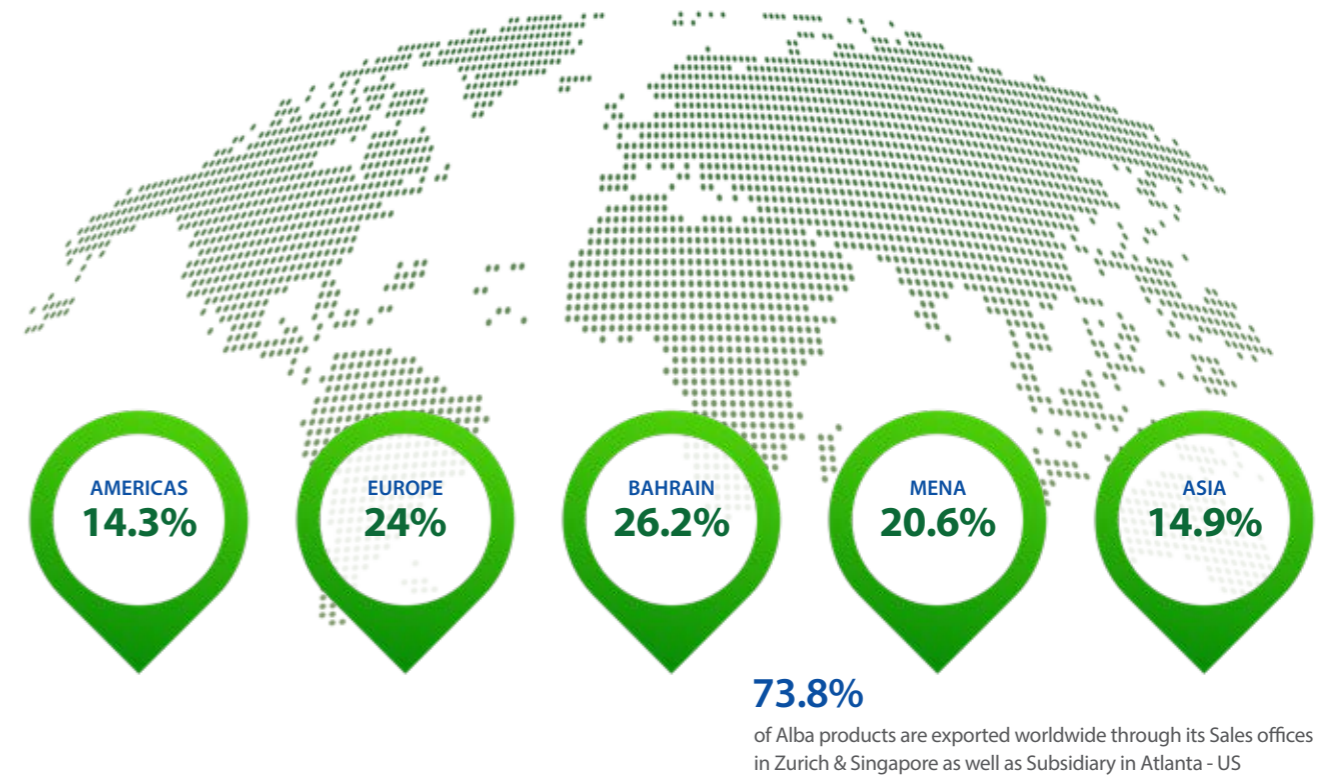 AMERICAS
14.3%
EUROPE
24%
BAHRAIN
26.2%
MENA
20.6%
ASIA
14.9%
73.8%
of Alba products are exported worldwide through its Sales offices
in Zurich & Singapore as well as Subsidiary in Atlanta - US